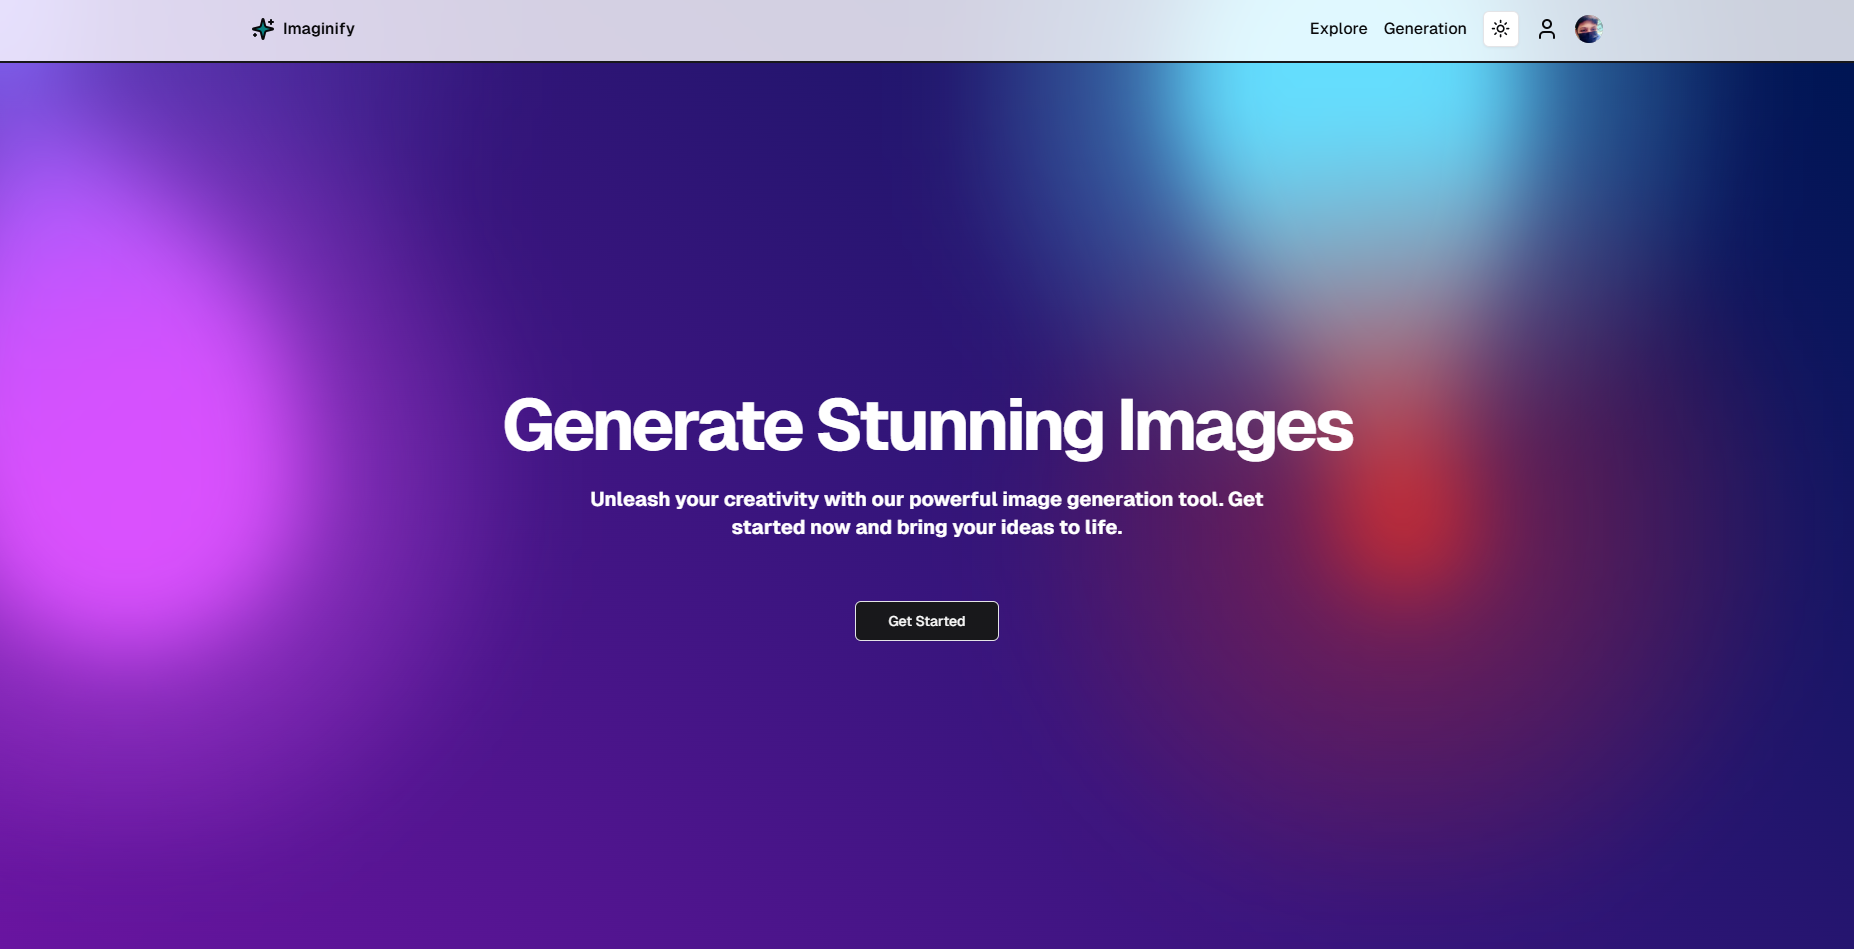 Imaginify
Explore
Generation
Generate Stunning Images
Unleash your creativity with our powerful image generation tool. Get
started now and bring your ideas to life.
Get Started